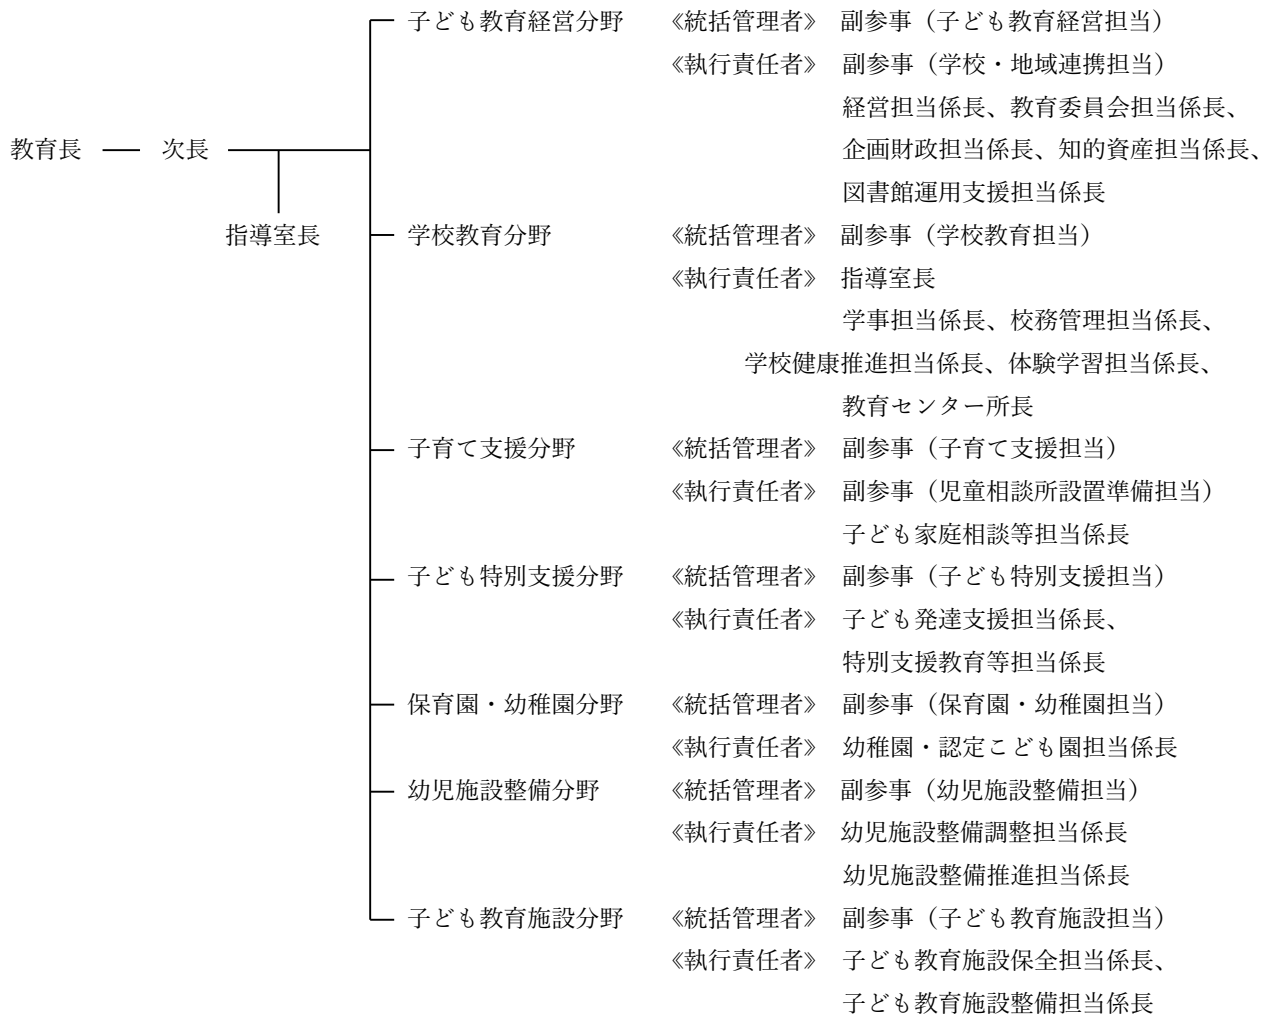 子ども教育経営分野 《統括管理者》 副参事（子ども教育経営担当）
《執行責任者》 副参事（学校・地域連携担当）
経営担当係長、教育委員会担当係長、
教育長 次長 企画財政担当係長、知的資産担当係長、
図書館運用支援担当係長
指導室長 学校教育分野 《統括管理者》 副参事（学校教育担当）
《執行責任者》 指導室長
学事担当係長、校務管理担当係長、
学校健康推進担当係長、体験学習担当係長、
教育センター所長
子育て支援分野 《統括管理者》 副参事（子育て支援担当）
《執行責任者》 副参事（児童相談所設置準備担当）
子ども家庭相談等担当係長
子ども特別支援分野 《統括管理者》 副参事（子ども特別支援担当）
《執行責任者》 子ども発達支援担当係長、
特別支援教育等担当係長
保育園・幼稚園分野 《統括管理者》 副参事（保育園・幼稚園担当）
《執行責任者》 幼稚園・認定こども園担当係長
幼児施設整備分野 《統括管理者》 副参事（幼児施設整備担当）
《執行責任者》 幼児施設整備調整担当係長
幼児施設整備推進担当係長
子ども教育施設分野 《統括管理者》 副参事（子ども教育施設担当）
《執行責任者》 子ども教育施設保全担当係長、
子ども教育施設整備担当係長